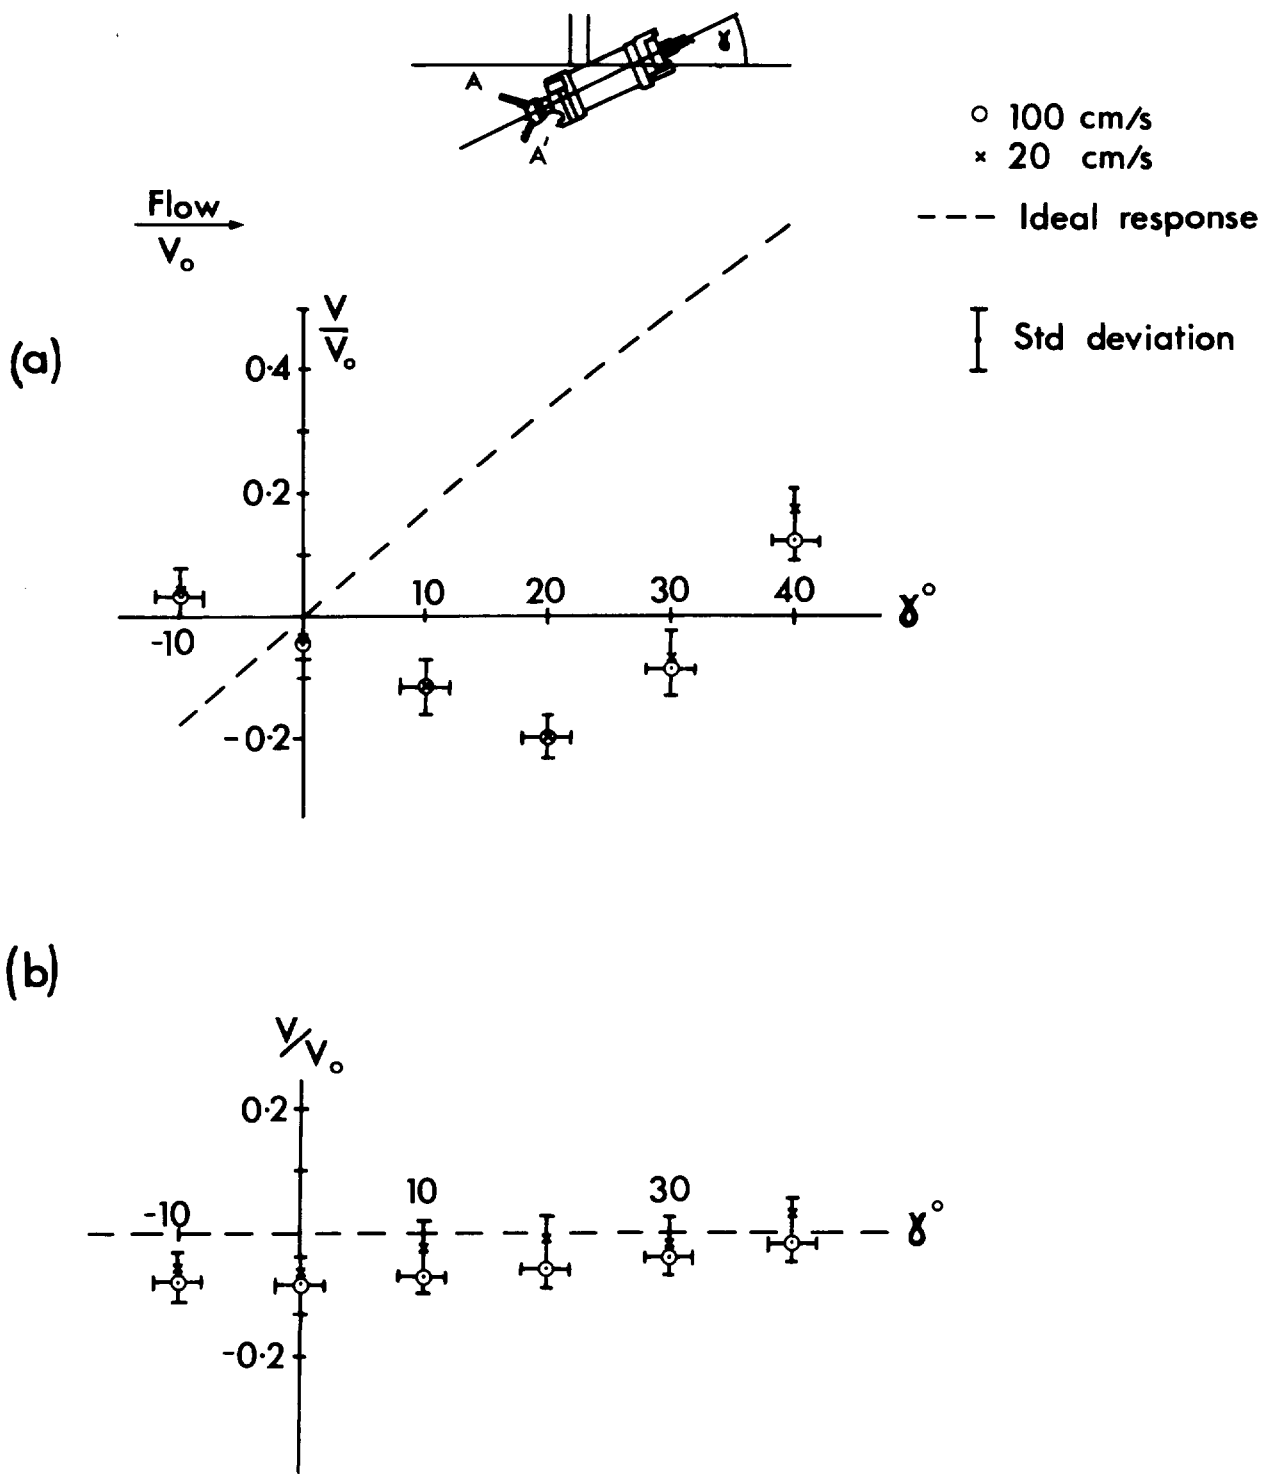 A
A'
ɣ
○ 100 cm/s
× 20 cm/s
Flow
V₀
--- Ideal response
Std deviation
(a)
V
V₀
0·4
0·2
10 20 30 40 ɣ°
-10
-0·2
(b)
V/V₀
0·2
-10 10 30 ɣ°
-0·2